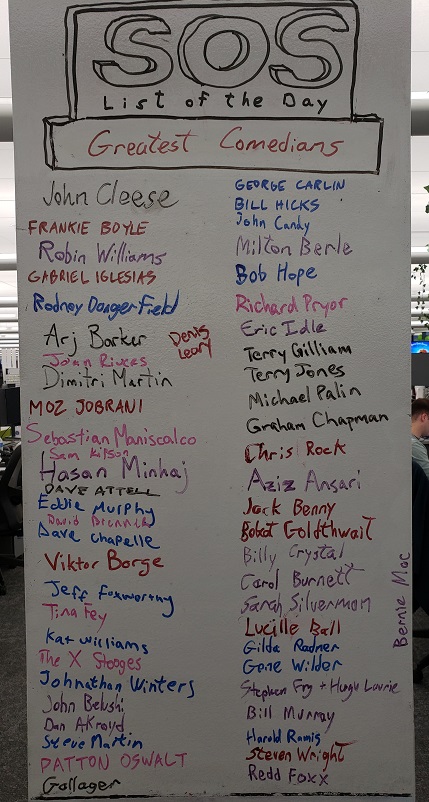 SOS
List of the Day
Greatest Comedians
John Cleese
FRANKIE BOYLE
Robin Williams
GABRIEL IGLESIAS
Rodney Dangerfield
Arj Barker
Denis
Leary
Joan Rivers
Dimitri Martin
MOZ JOBRANI
Sebastian Maniscalco
Sam Kilson
Hasan Minhaj
DAVE ATTELL
Eddie Murphy
David
Dave Chapelle
Viktor Borge
Jeff Foxworthy
Tina Fey
Kat Williams
The X Stooges
Johnathan Winters
John Belushi
Dan AKroyd
Steve Martin
PATTON OSWALT
Gallager
GEORGE CARLIN
BILL HICKS
John Candy
Milton Berle
Bob Hope
Richard Pryor
Eric Idle
Terry Gilliam
Terry Jones
Michael Palin
Graham Chapman
Chris Rock
Aziz Ansari
Jack Benny
Bobat Goldthwait
Billy Crystal
Carol Burnett
Sarah Silverman
Lucille Ball
Gilda Radner
Gene Wilder
Stephen Fry + Hugh Laurie
Bill Murray
Harold Ramis
Steven Wright
Redd Foxx
Bernie Mac